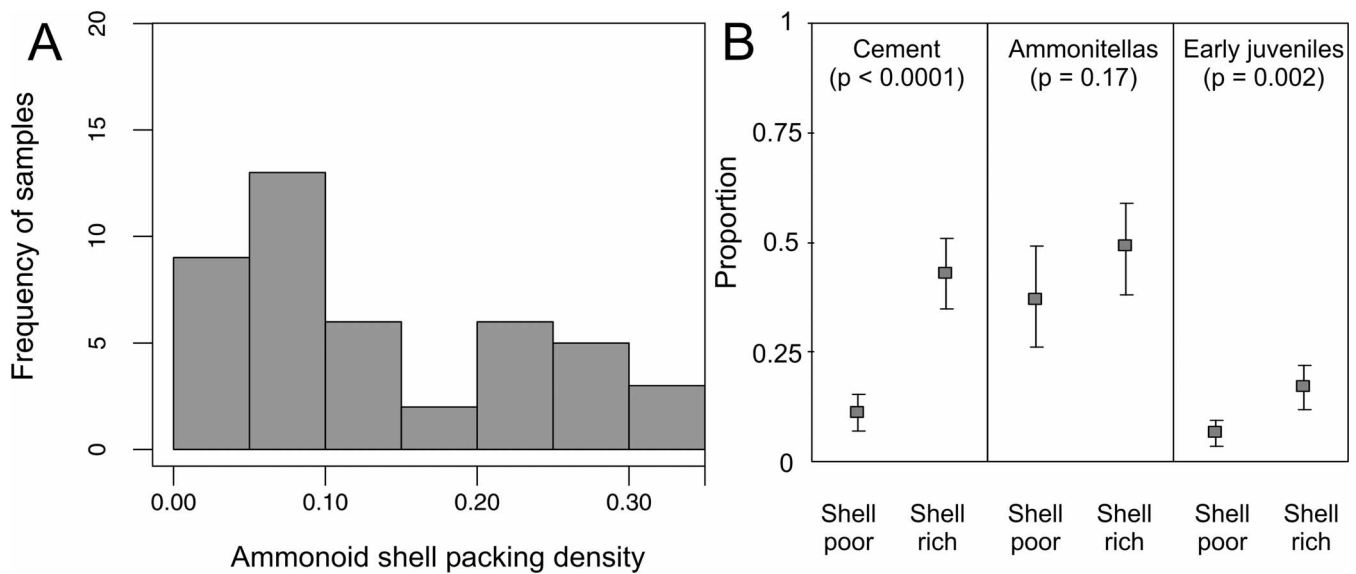 A
Frequency of samples
20
15
10
5
0
0.00
0.10
0.20
0.30
Ammonoid shell packing density
B
Proportion
1
0.75
0.5
0.25
0
Cement
(p < 0.0001)
Ammonitellas
(p = 0.17)
Early juveniles
(p = 0.002)
Shell
poor
Shell
rich
Shell
poor
Shell
rich
Shell
poor
Shell
rich